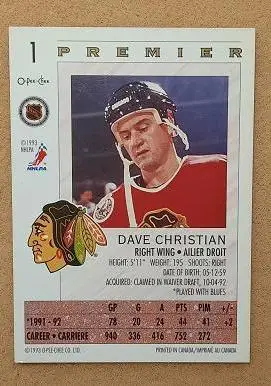 1 PREMIER
O-Pee-Chee
NHL
© 1993
NHLPA
NHLPA
DAVE CHRISTIAN
RIGHT WING • AILIER DROIT
HEIGHT: 5'11" WEIGHT: 195 SHOOTS: RIGHT
DATE OF BIRTH: 05-12-59
ACQUIRED: CLAIMED IN WAIVER DRAFT, 10-04-92
*PLAYED WITH BLUES
GP G A PTS PIM +/-
*1991-92 78 20 24 44 41 +2
CAREER • CARRIÈRE 940 336 416 752 272
© 1993 O-PEE-CHEE CO. LTD. PRINTED IN CANADA/IMPRIMÉ AU CANADA